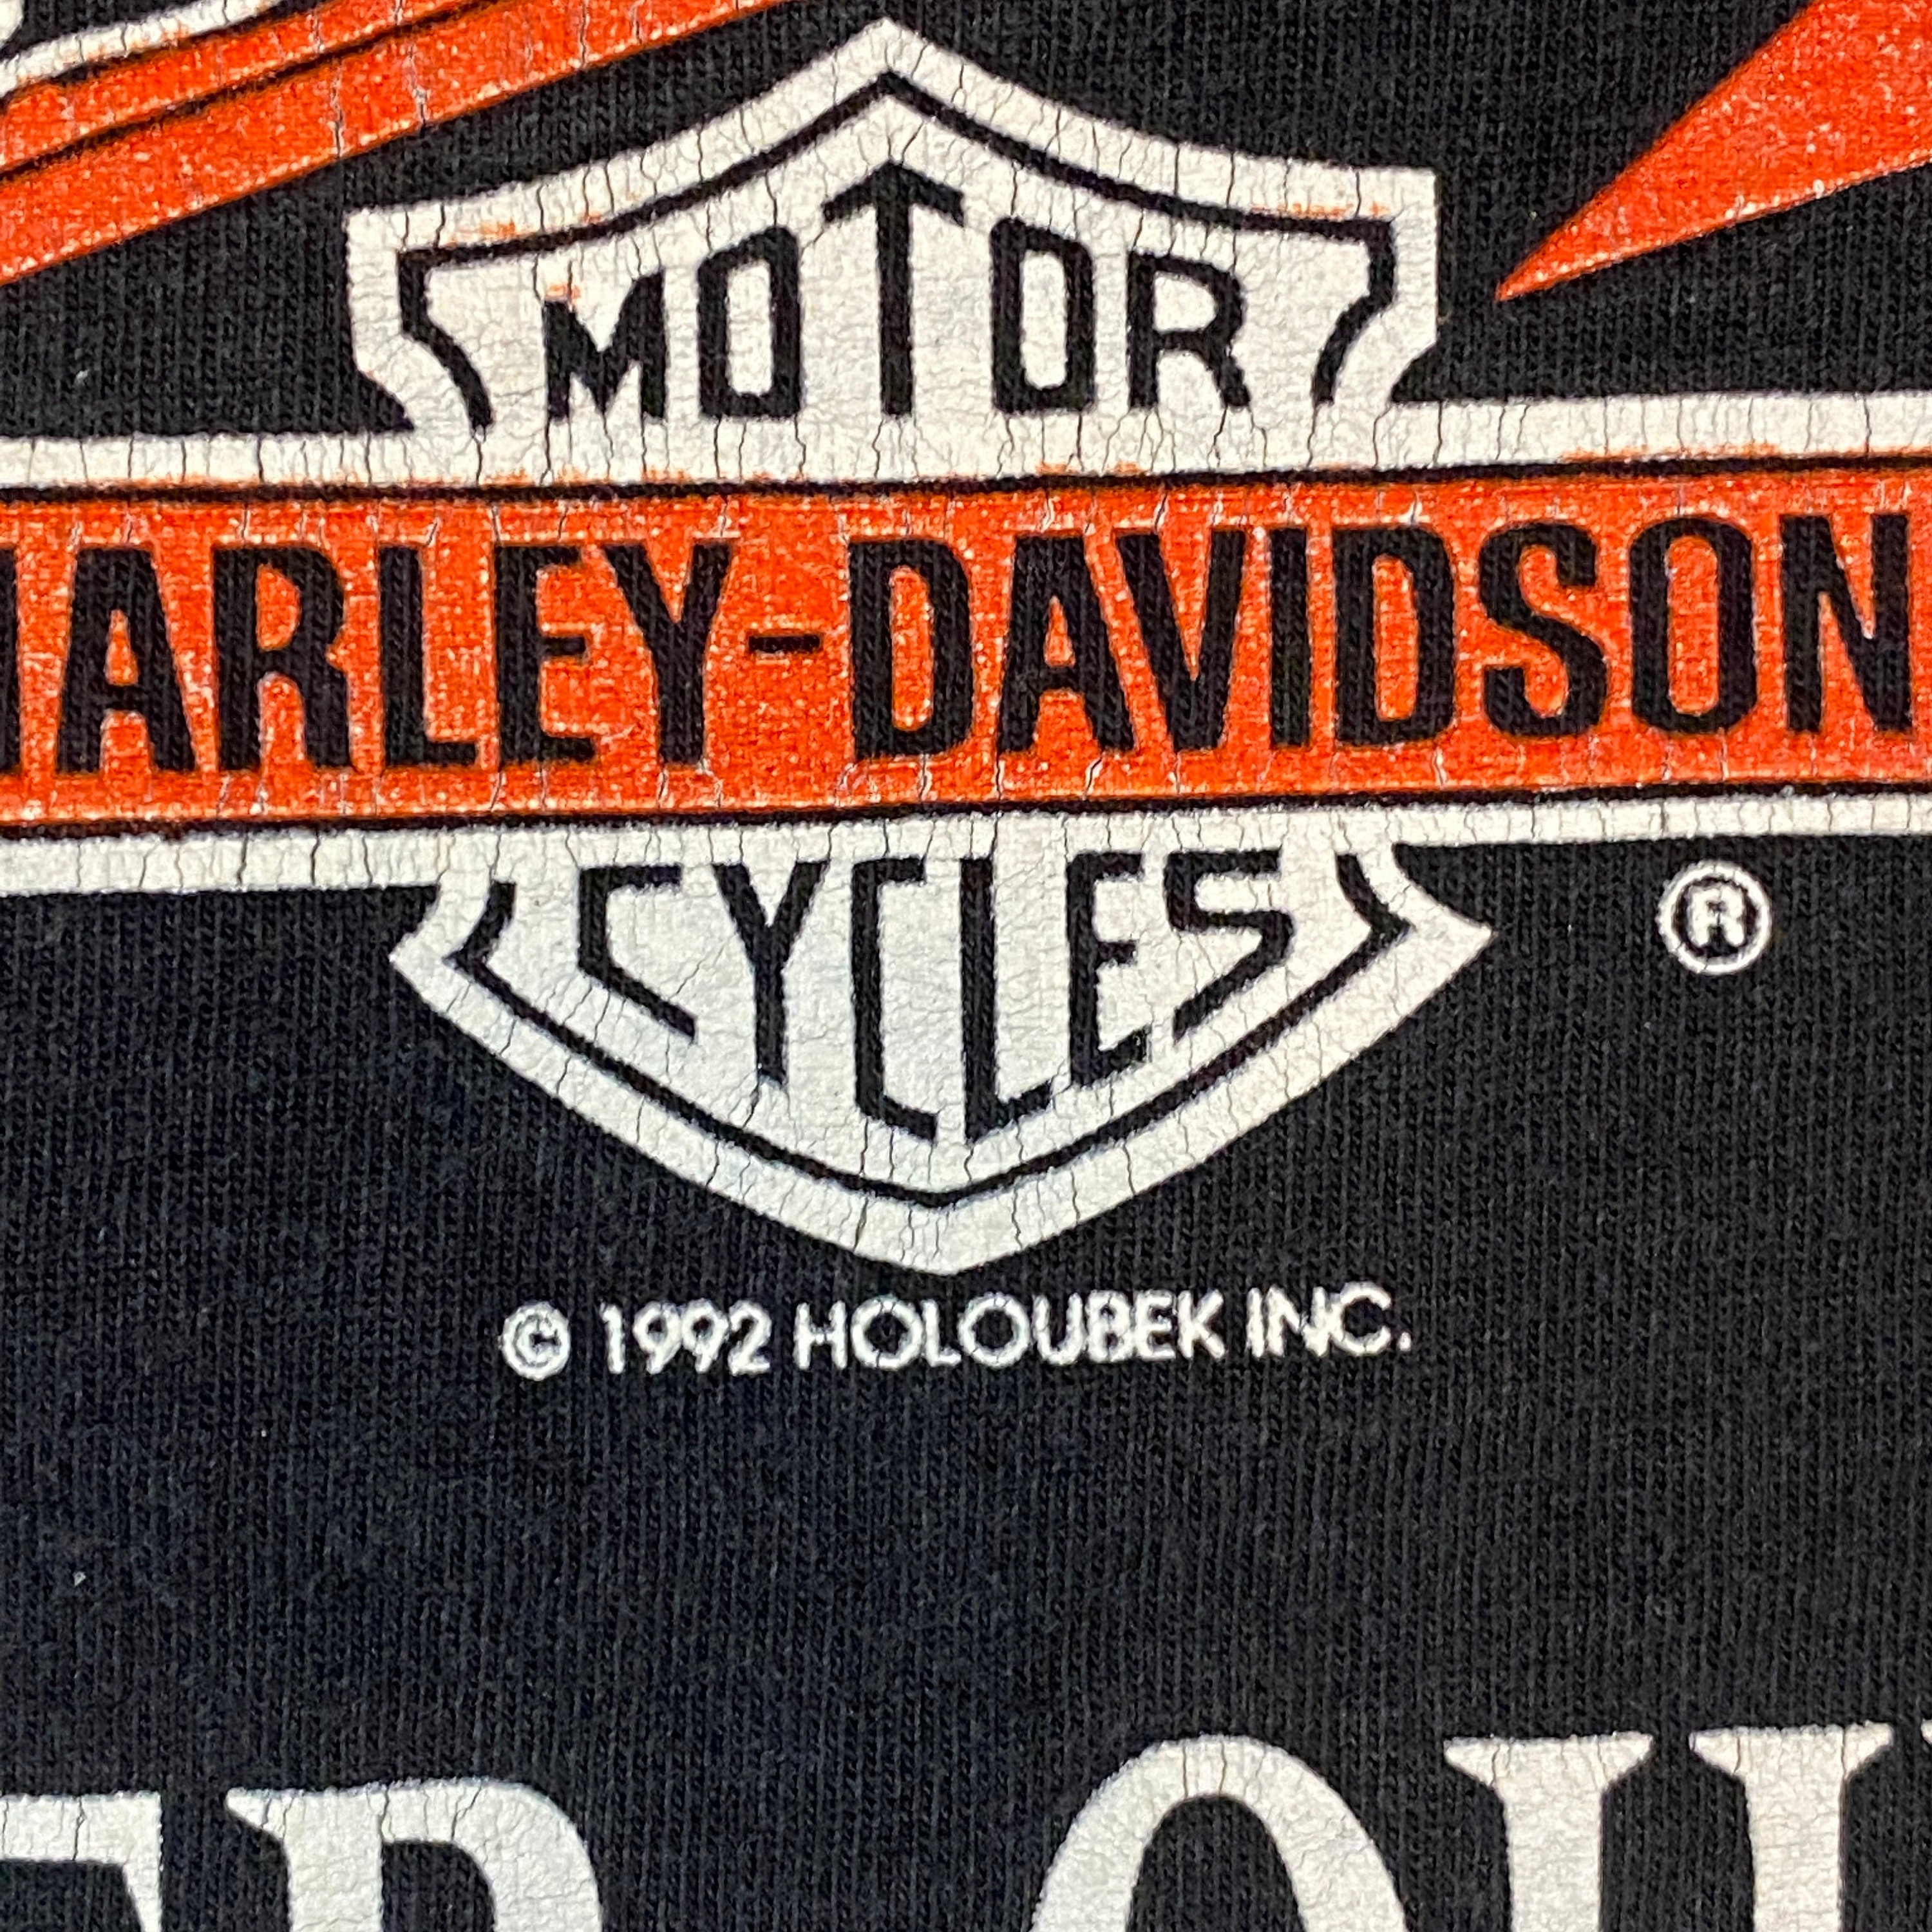 MOTOR
HARLEY-DAVIDSON
CYCLES
®
© 1992 HOLOUBEK INC.